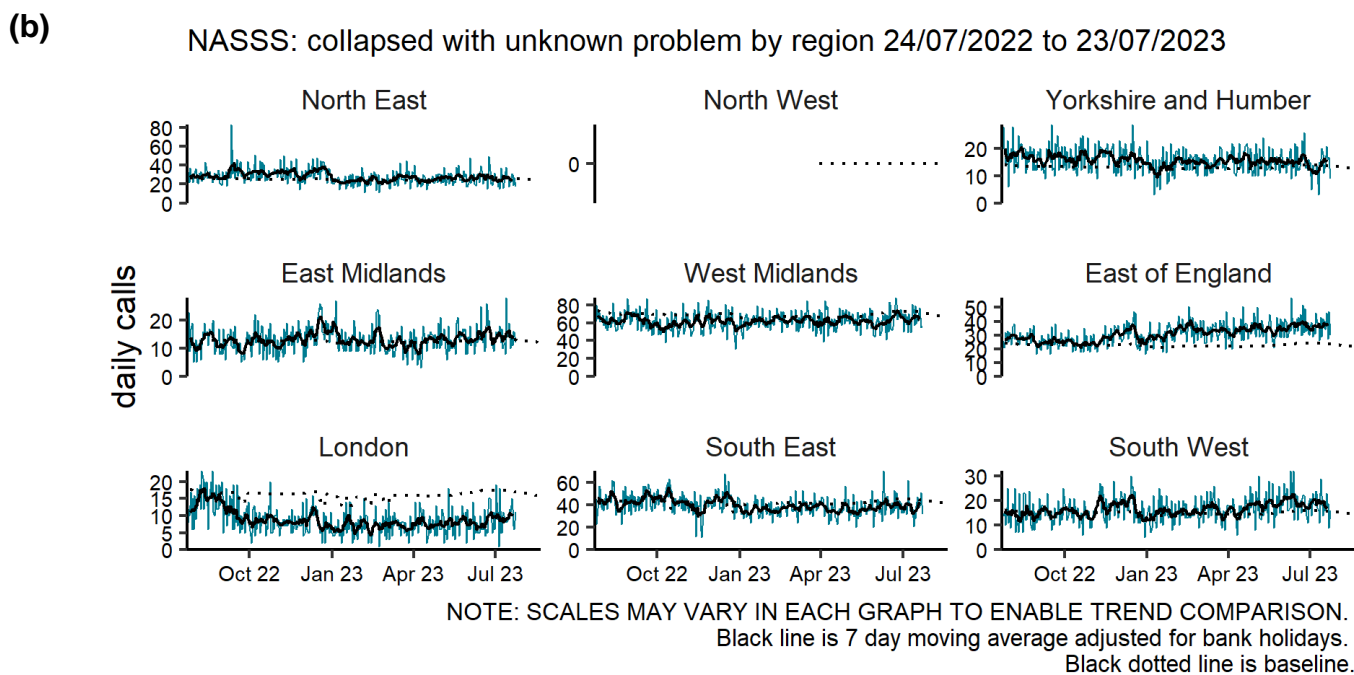 (b)
NASSS: collapsed with unknown problem by region 24/07/2022 to 23/07/2023
North East
North West
Yorkshire and Humber
80
60
40
20
0
0
20
10
0
East Midlands
West Midlands
East of England
daily calls
20
10
0
80
60
40
20
0
50
40
30
20
10
0
London
South East
South West
20
15
10
5
0
60
40
20
0
30
20
10
0
Oct 22 Jan 23 Apr 23 Jul 23
Oct 22 Jan 23 Apr 23 Jul 23
Oct 22 Jan 23 Apr 23 Jul 23
NOTE: SCALES MAY VARY IN EACH GRAPH TO ENABLE TREND COMPARISON.
Black line is 7 day moving average adjusted for bank holidays.
Black dotted line is baseline.